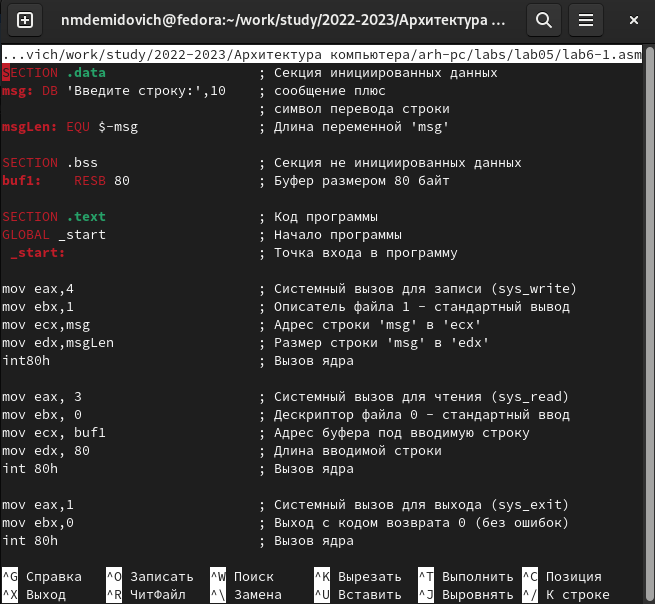 nmdemidovich@fedora:~/work/study/2022-2023/Архитектура ...
...vich/work/study/2022-2023/Архитектура компьютера/arh-pc/labs/lab05/lab6-1.asm
SECTION .data ; Секция инициированных данных
msg: DB 'Введите строку:',10 ; сообщение плюс
; символ перевода строки
msgLen: EQU $-msg ; Длина переменной 'msg'
SECTION .bss ; Секция не инициированных данных
buf1: RESB 80 ; Буфер размером 80 байт
SECTION .text ; Код программы
GLOBAL _start ; Начало программы
_start: ; Точка входа в программу
mov eax,4 ; Системный вызов для записи (sys_write)
mov ebx,1 ; Описатель файла 1 - стандартный вывод
mov ecx,msg ; Адрес строки 'msg' в 'ecx'
mov edx,msgLen ; Размер строки 'msg' в 'edx'
int80h ; Вызов ядра
mov eax, 3 ; Системный вызов для чтения (sys_read)
mov ebx, 0 ; Дескриптор файла 0 - стандартный ввод
mov ecx, buf1 ; Адрес буфера под вводимую строку
mov edx, 80 ; Длина вводимой строки
int 80h ; Вызов ядра
mov eax,1 ; Системный вызов для выхода (sys_exit)
mov ebx,0 ; Выход с кодом возврата 0 (без ошибок)
int 80h ; Вызов ядра
^G Справка ^O Записать ^W Поиск ^K Вырезать ^T Выполнить ^C Позиция
^X Выход ^R ЧитФайл ^\ Замена ^U Вставить ^J Выровнять ^/ К строке